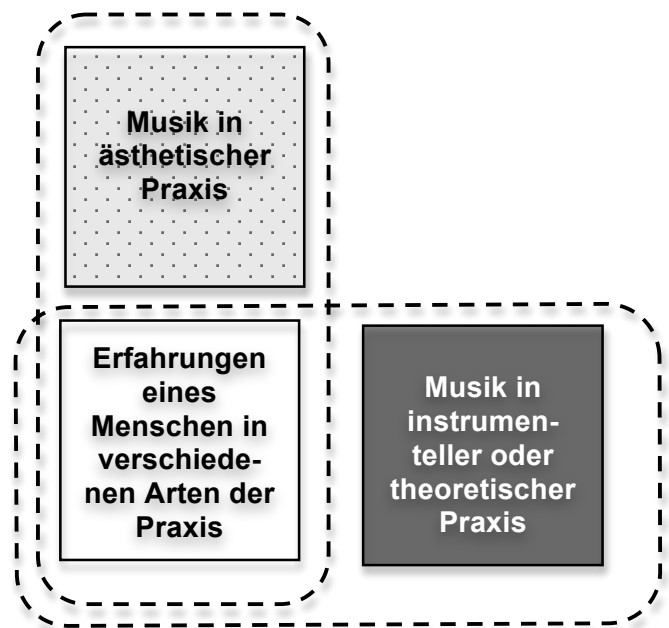 Musik in
ästhetischer
Praxis
Erfahrungen
eines
Menschen in
verschiede-
nen Arten der
Praxis
Musik in
instrumen-
teller oder
theoretischer
Praxis